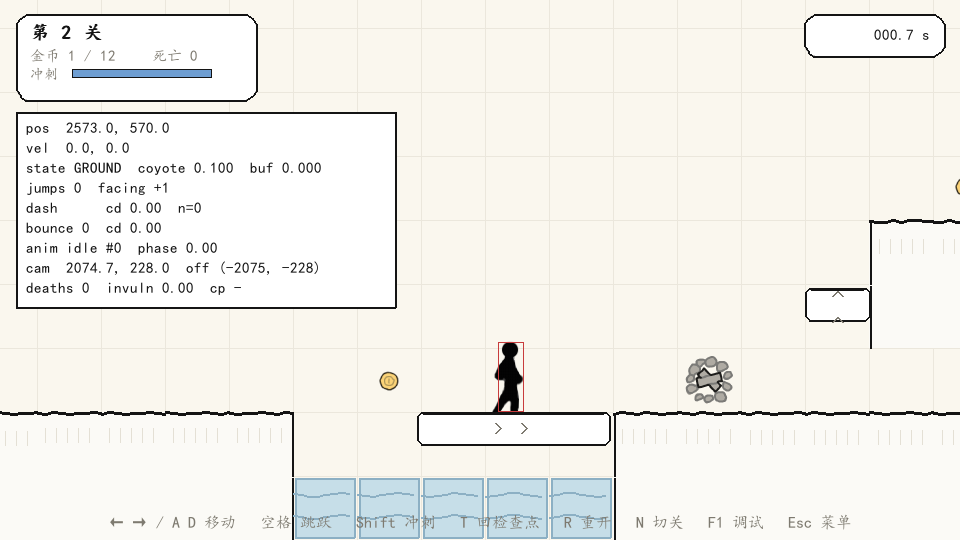 第 2 关
金币 1 / 12 死亡 0
冲刺
000.7 s
pos 2573.0, 570.0
vel 0.0, 0.0
state GROUND coyote 0.100 buf 0.000
jumps 0 facing +1
dash cd 0.00 n=0
bounce 0 cd 0.00
anim idle #0 phase 0.00
cam 2074.7, 228.0 off (-2075, -228)
deaths 0 invuln 0.00 cp -
← → / A D 移动 空格 跳跃 Shift 冲刺 T 回检查点 R 重开 N 切关 F1 调试 Esc 菜单